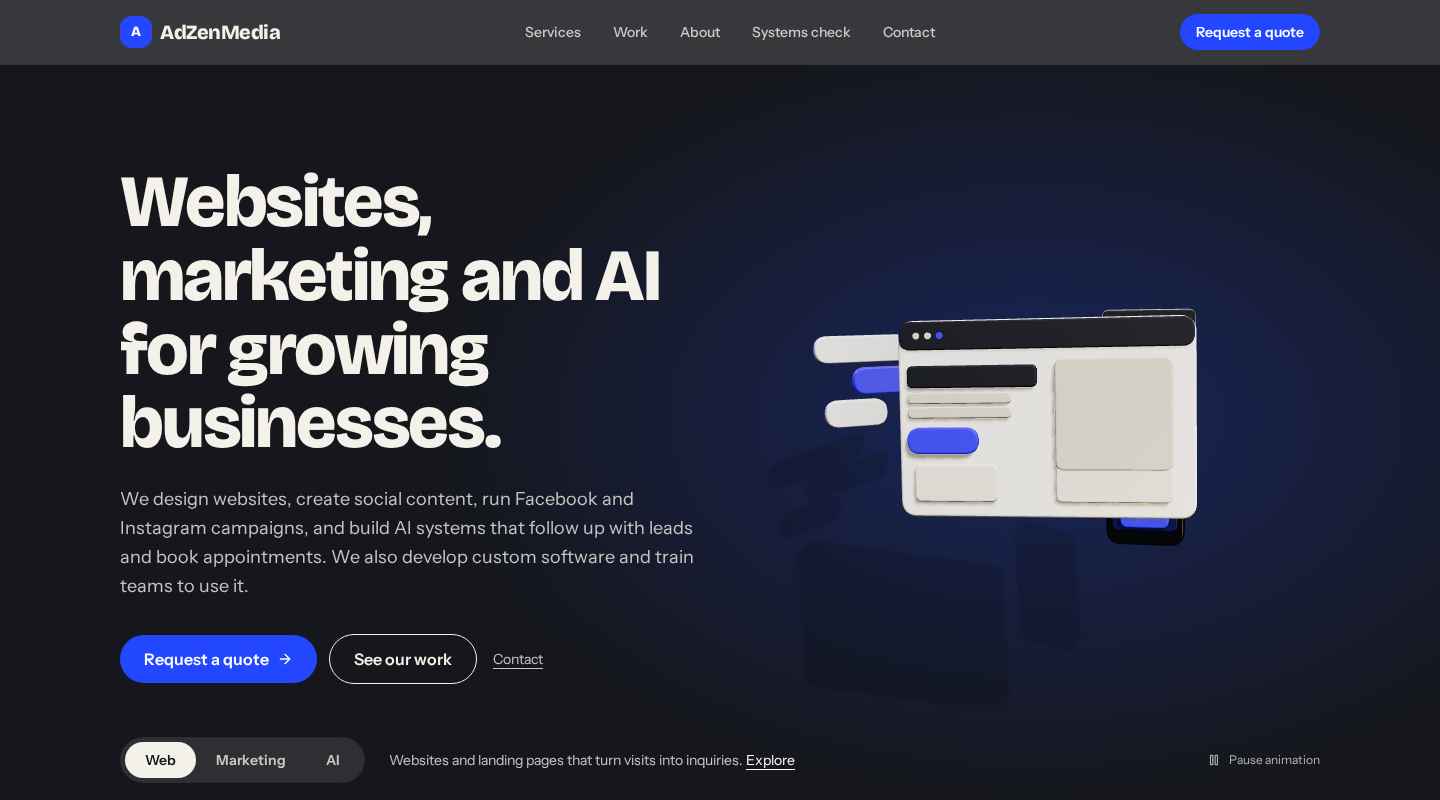 A AdZenMedia
Services Work About Systems check Contact
Request a quote
Websites,
marketing and AI
for growing
businesses.
We design websites, create social content, run Facebook and
Instagram campaigns, and build AI systems that follow up with leads
and book appointments. We also develop custom software and train
teams to use it.
Request a quote → See our work Contact
Web Marketing AI Websites and landing pages that turn visits into inquiries. Explore
Pause animation